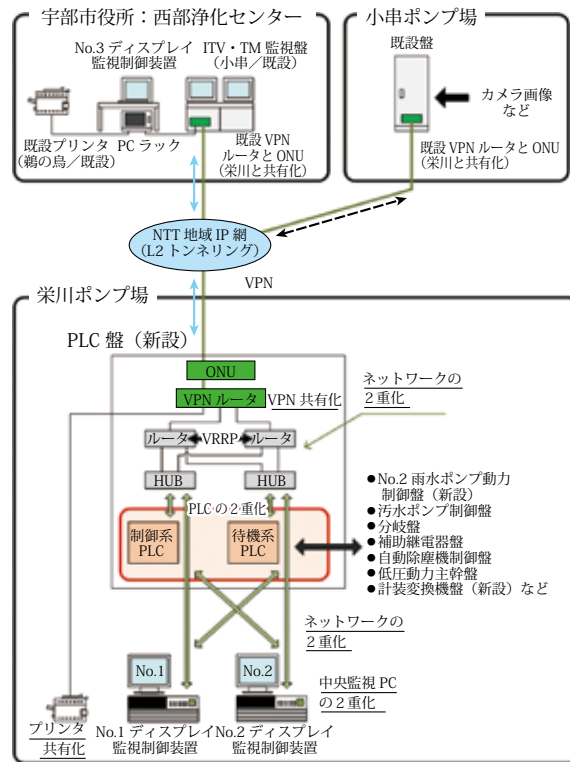 宇部市役所：西部浄化センター
No.3 ディスプレイ
監視制御装置
ITV・TM 監視盤
（小串／既設）
既設プリンタ
（鵜の島／既設）
PC ラック
既設 VPN
ルータと ONU
（栄川と共有化）
小串ポンプ場
既設盤
カメラ画像
など
既設 VPN ルータと ONU
（栄川と共有化）
NTT 地域 IP 網
（L2 トンネリング）
VPN
栄川ポンプ場
PLC 盤（新設）
ONU
VPN ルータ
VPN 共有化
ネットワークの
２重化
ルータ
VRRP
ルータ
HUB
HUB
PLC の２重化
制御系
PLC
待機系
PLC
●No.2 雨水ポンプ動力
制御盤（新設）
●汚水ポンプ制御盤
●分岐盤
●補助継電器盤
●自動除塵機制御盤
●低圧動力主幹盤
●計装変換機盤（新設）など
ネットワークの
２重化
No.1
No.2
中央監視 PC
の２重化
プリンタ
共有化
No.1 ディスプレイ
監視制御装置
No.2 ディスプレイ
監視制御装置